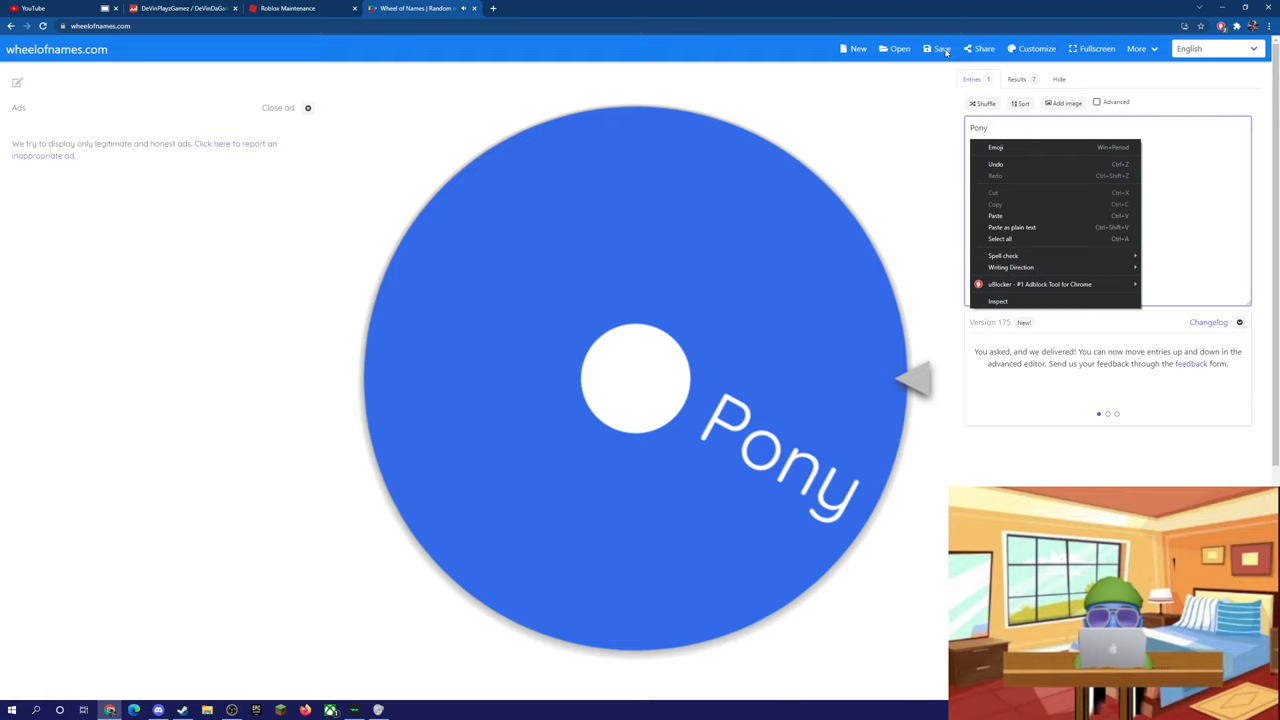 YouTube
DeVinPlayzGamez / DeVinDaGam
Roblox Maintenance
Wheel of Names | Random
wheelofnames.com
wheelofnames.com
New
Open
Save
Share
Customize
Fullscreen
More
English
Ads
Close ad
We try to display only legitimate and honest ads. Click here to report an
inappropriate ad.
Entries 1
Results 7
Hide
Shuffle
Sort
Add image
Advanced
Pony
Emoji Win+Period
Undo Ctrl+Z
Redo Ctrl+Shift+Z
Cut Ctrl+X
Copy Ctrl+C
Paste Ctrl+V
Paste as plain text Ctrl+Shift+V
Select all Ctrl+A
Spell check
Writing Direction
uBlocker - #1 Adblock Tool for Chrome
Inspect
Version 175 New!
Changelog
You asked, and we delivered! You can now move entries up and down in the
advanced editor. Send us your feedback through the feedback form.
Pony